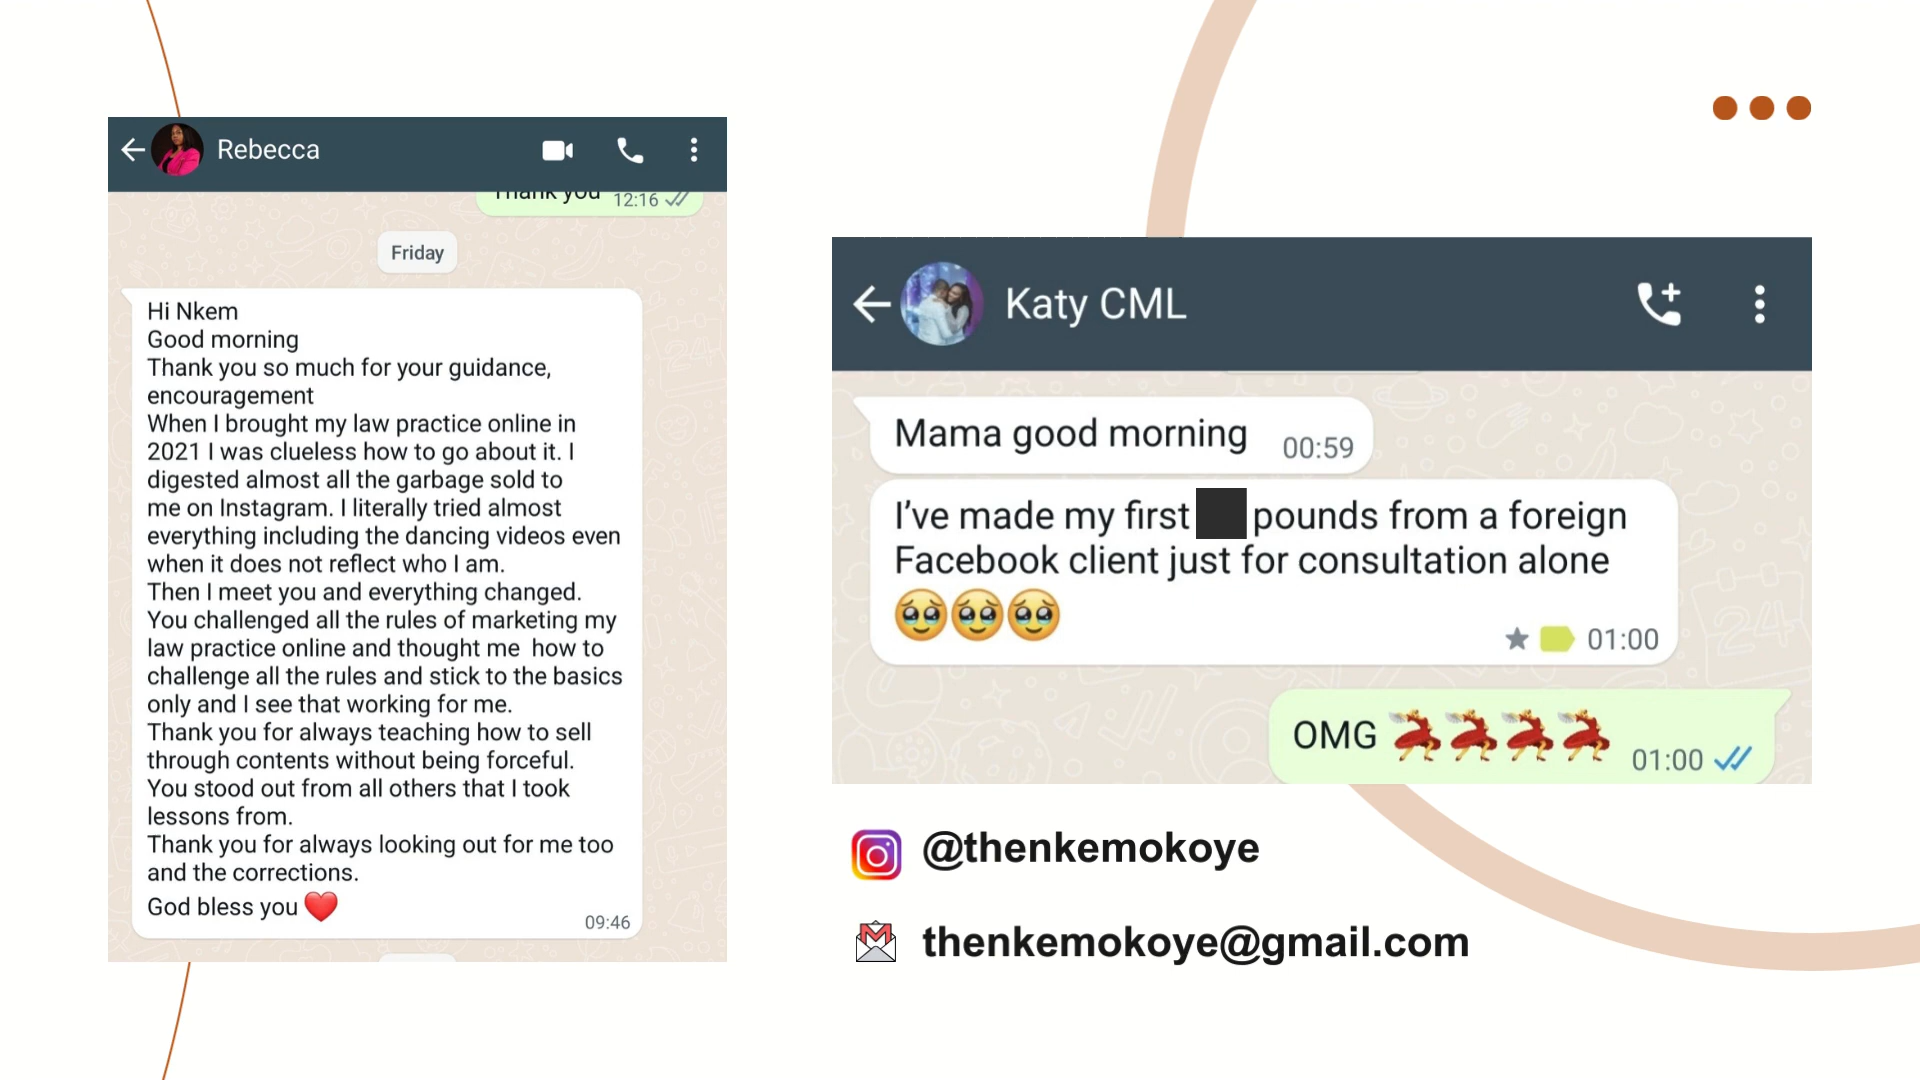 Rebecca
Thank you 12:16
Friday
Hi Nkem
Good morning
Thank you so much for your guidance,
encouragement
When I brought my law practice online in
2021 I was clueless how to go about it. I
digested almost all the garbage sold to
me on Instagram. I literally tried almost
everything including the dancing videos even
when it does not reflect who I am.
Then I meet you and everything changed.
You challenged all the rules of marketing my
law practice online and thought me  how to
challenge all the rules and stick to the basics
only and I see that working for me.
Thank you for always teaching how to sell
through contents without being forceful.
You stood out from all others that I took
lessons from.
Thank you for always looking out for me too
and the corrections.
God bless you ❤️
09:46
Katy CML
Mama good morning 00:59
I’ve made my first pounds from a foreign
Facebook client just for consultation alone
🥹🥹🥹
01:00
OMG 💃💃💃💃 01:00
@thenkemokoye
thenkemokoye@gmail.com